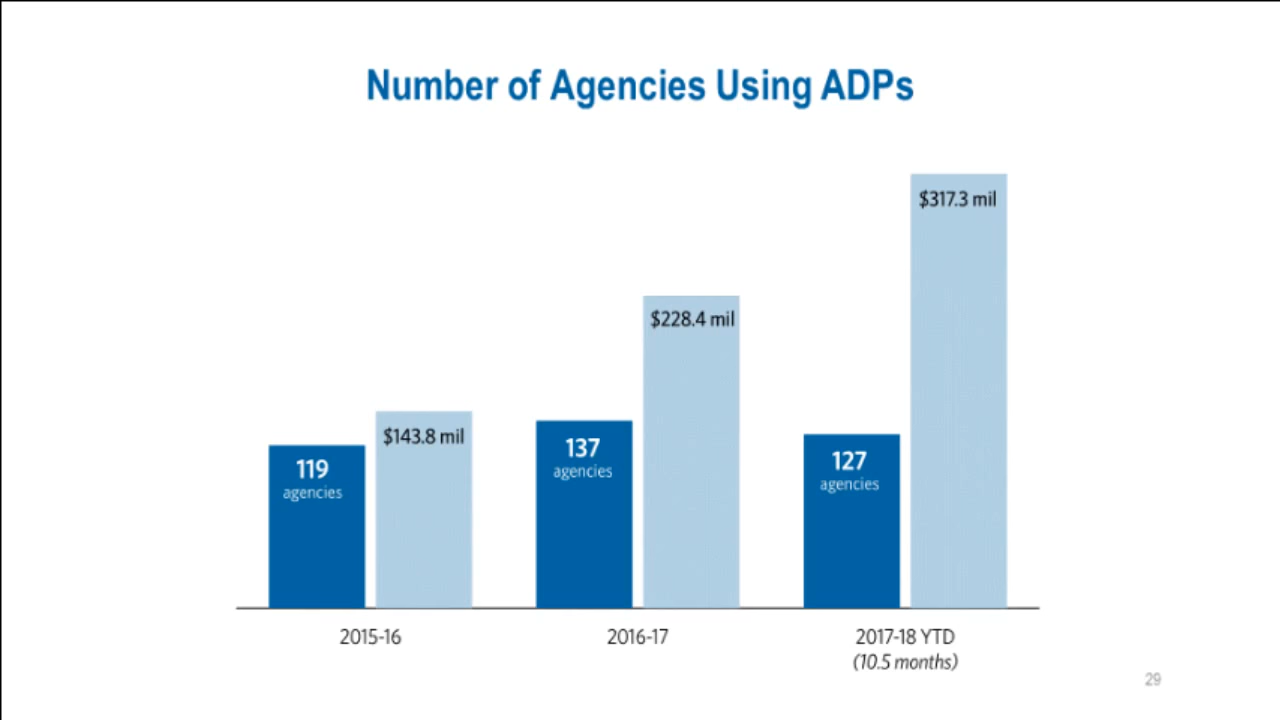 Number of Agencies Using ADPs
$317.3 mil
$228.4 mil
$143.8 mil
119
agencies
137
agencies
127
agencies
2015-16
2016-17
2017-18 YTD
(10.5 months)
29